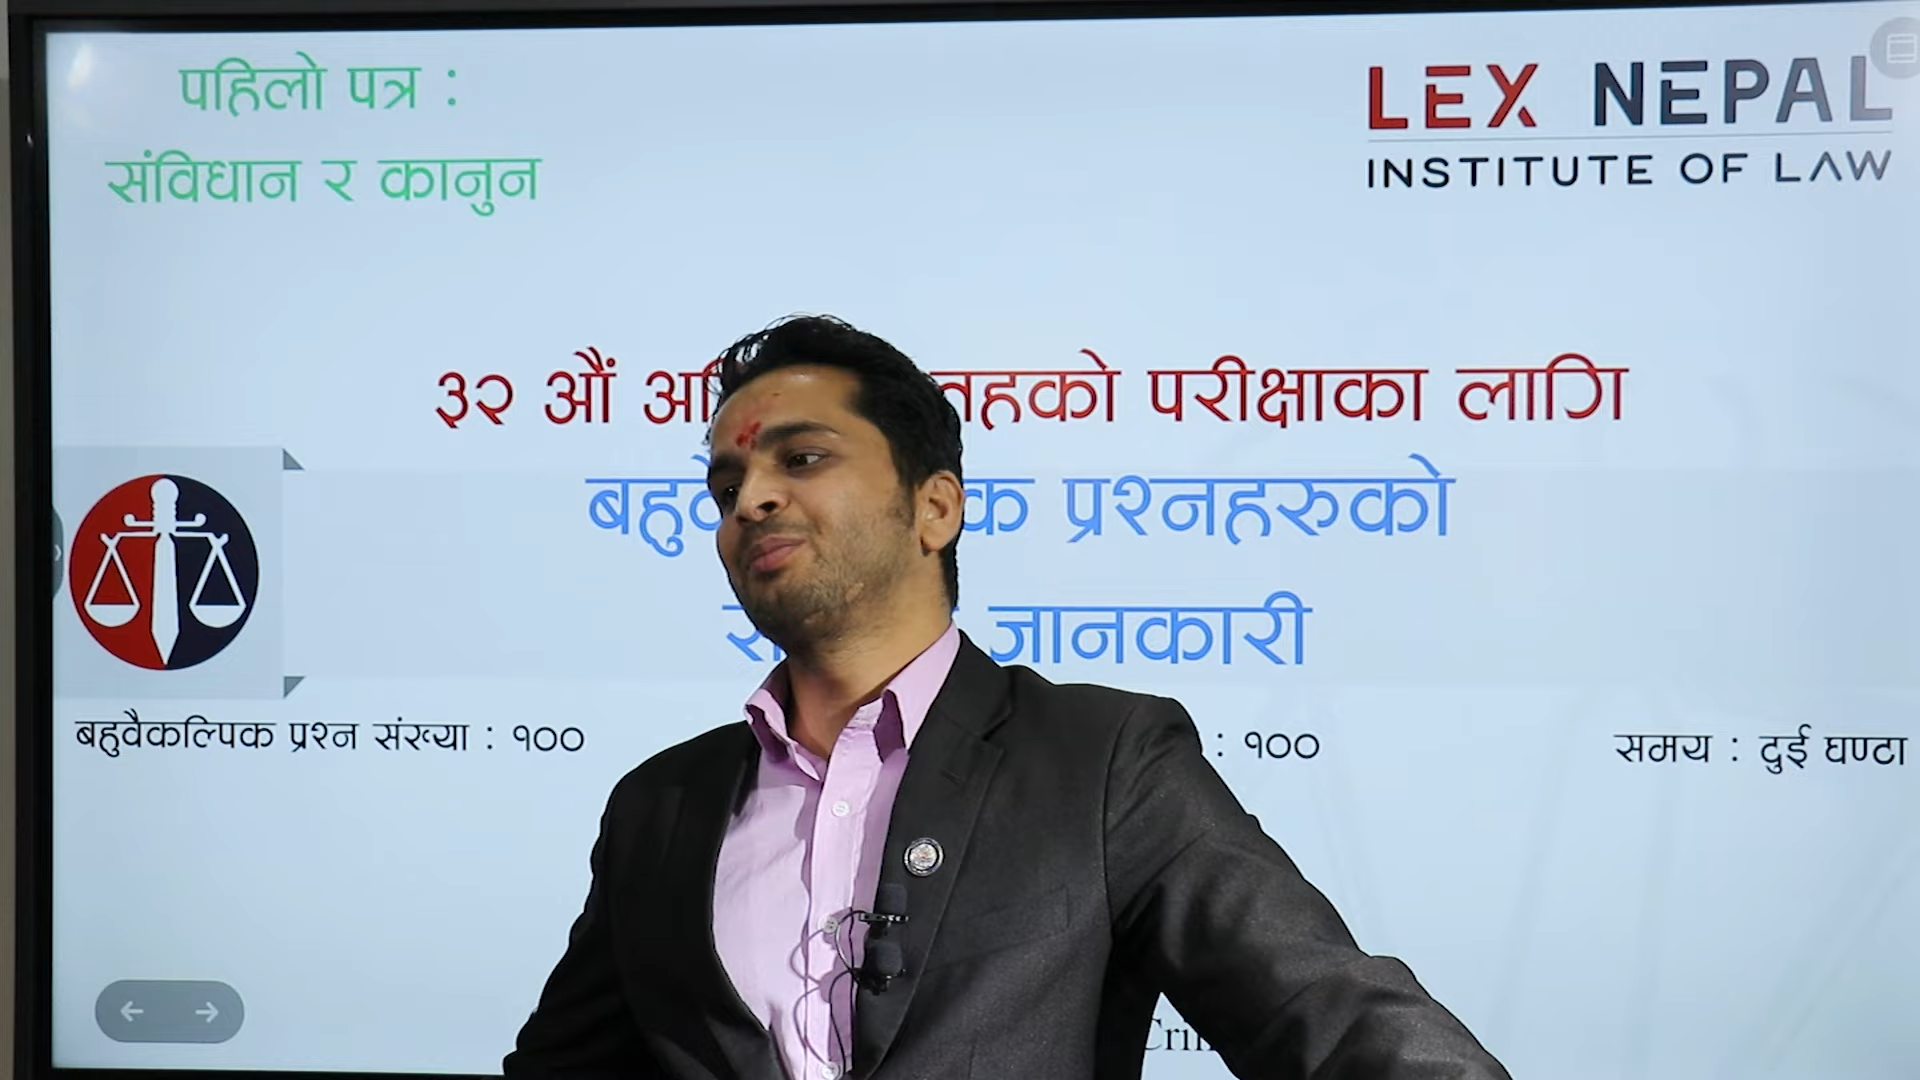 पहिलो पत्र :
संविधान र कानुन
LEX NEPAL
INSTITUTE OF LAW
३२ औं तहको परीक्षाका लागि
प्रश्नहरुको
जानकारी
बहुवैकल्पिक प्रश्न संख्या : १००
: १००
समय : दुई घण्टा